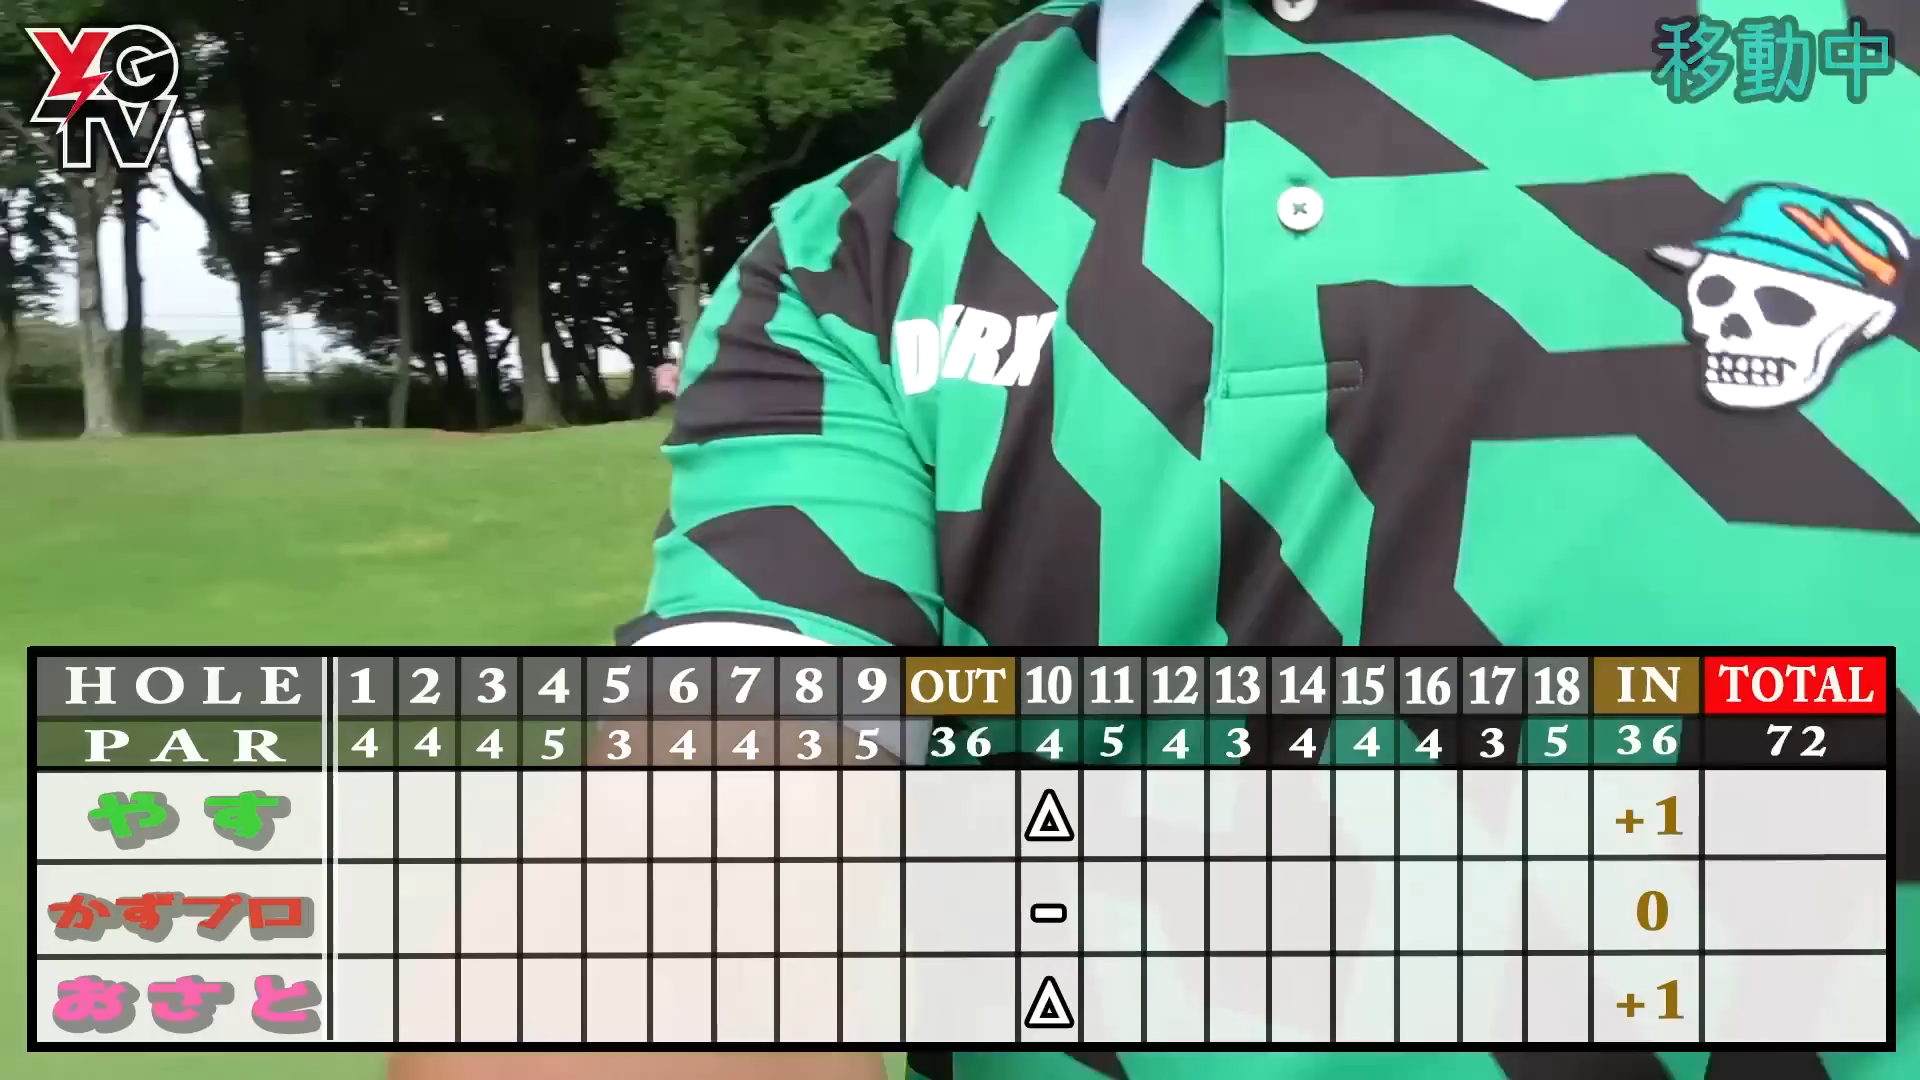 YGTV
移動中
HOLE 1 2 3 4 5 6 7 8 9 OUT 10 11 12 13 14 15 16 17 18 IN TOTAL
PAR 4 4 4 5 3 4 4 3 5 36 4 5 4 3 4 4 4 3 5 36 72
やす △ +1
かずプロ - 0
おさと △ +1